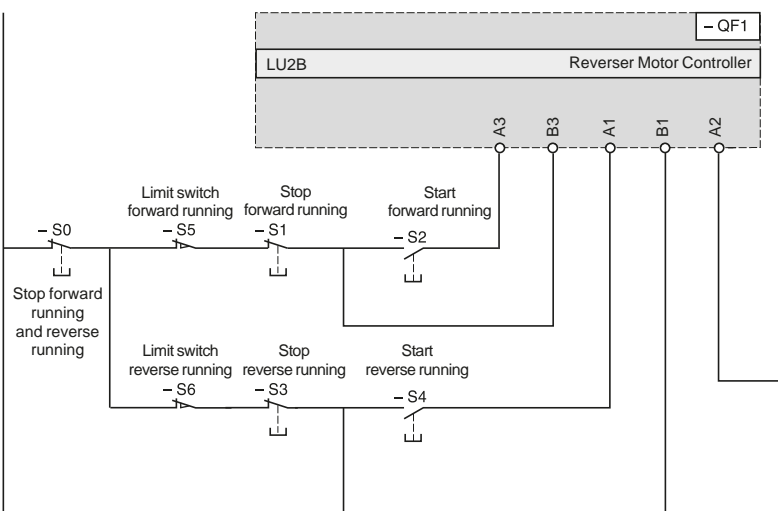 – QF1
LU2B Reverser Motor Controller
A3 B3 A1 B1 A2
Limit switch
forward running
Stop
forward running
Start
forward running
– S0
– S5
– S1
– S2
Stop forward
running
and reverse
running
Limit switch
reverse running
Stop
reverse running
Start
reverse running
– S6
– S3
– S4